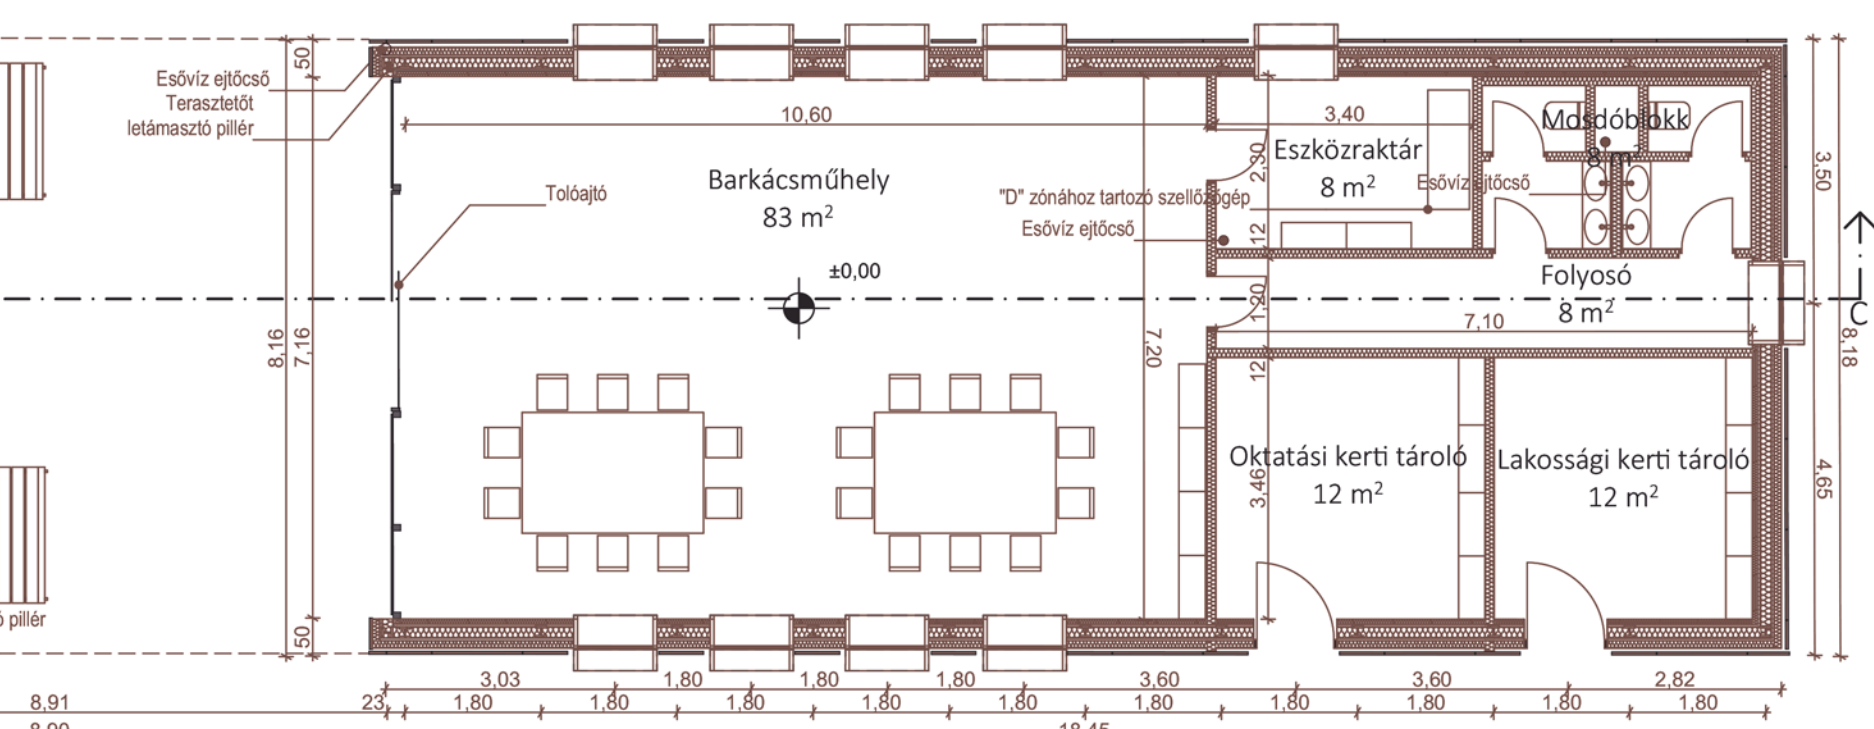 50
Esővíz ejtőcső
Terasztetőt
letámasztó pillér
10,60
3,40
Mosdóblokk
8 m²
Eszközraktár
8 m²
2,30
3,50
Barkácsműhely
83 m²
Tolóajtó
"D" zónához tartozó szellőzőgép
Esővíz ejtőcső
Esővíz ejtőcső
12
±0,00
Folyosó
8 m²
1,20
7,10
C
8,16
7,16
7,20
8,18
12
Oktatási kerti tároló
12 m²
Lakossági kerti tároló
12 m²
3,46
4,65
ó pillér
50
3,03
1,80
1,80
1,80
3,60
3,60
2,82
8,91
23
1,80
1,80
1,80
1,80
1,80
1,80
1,80
1,80
1,80
1,80
8,90
18,45